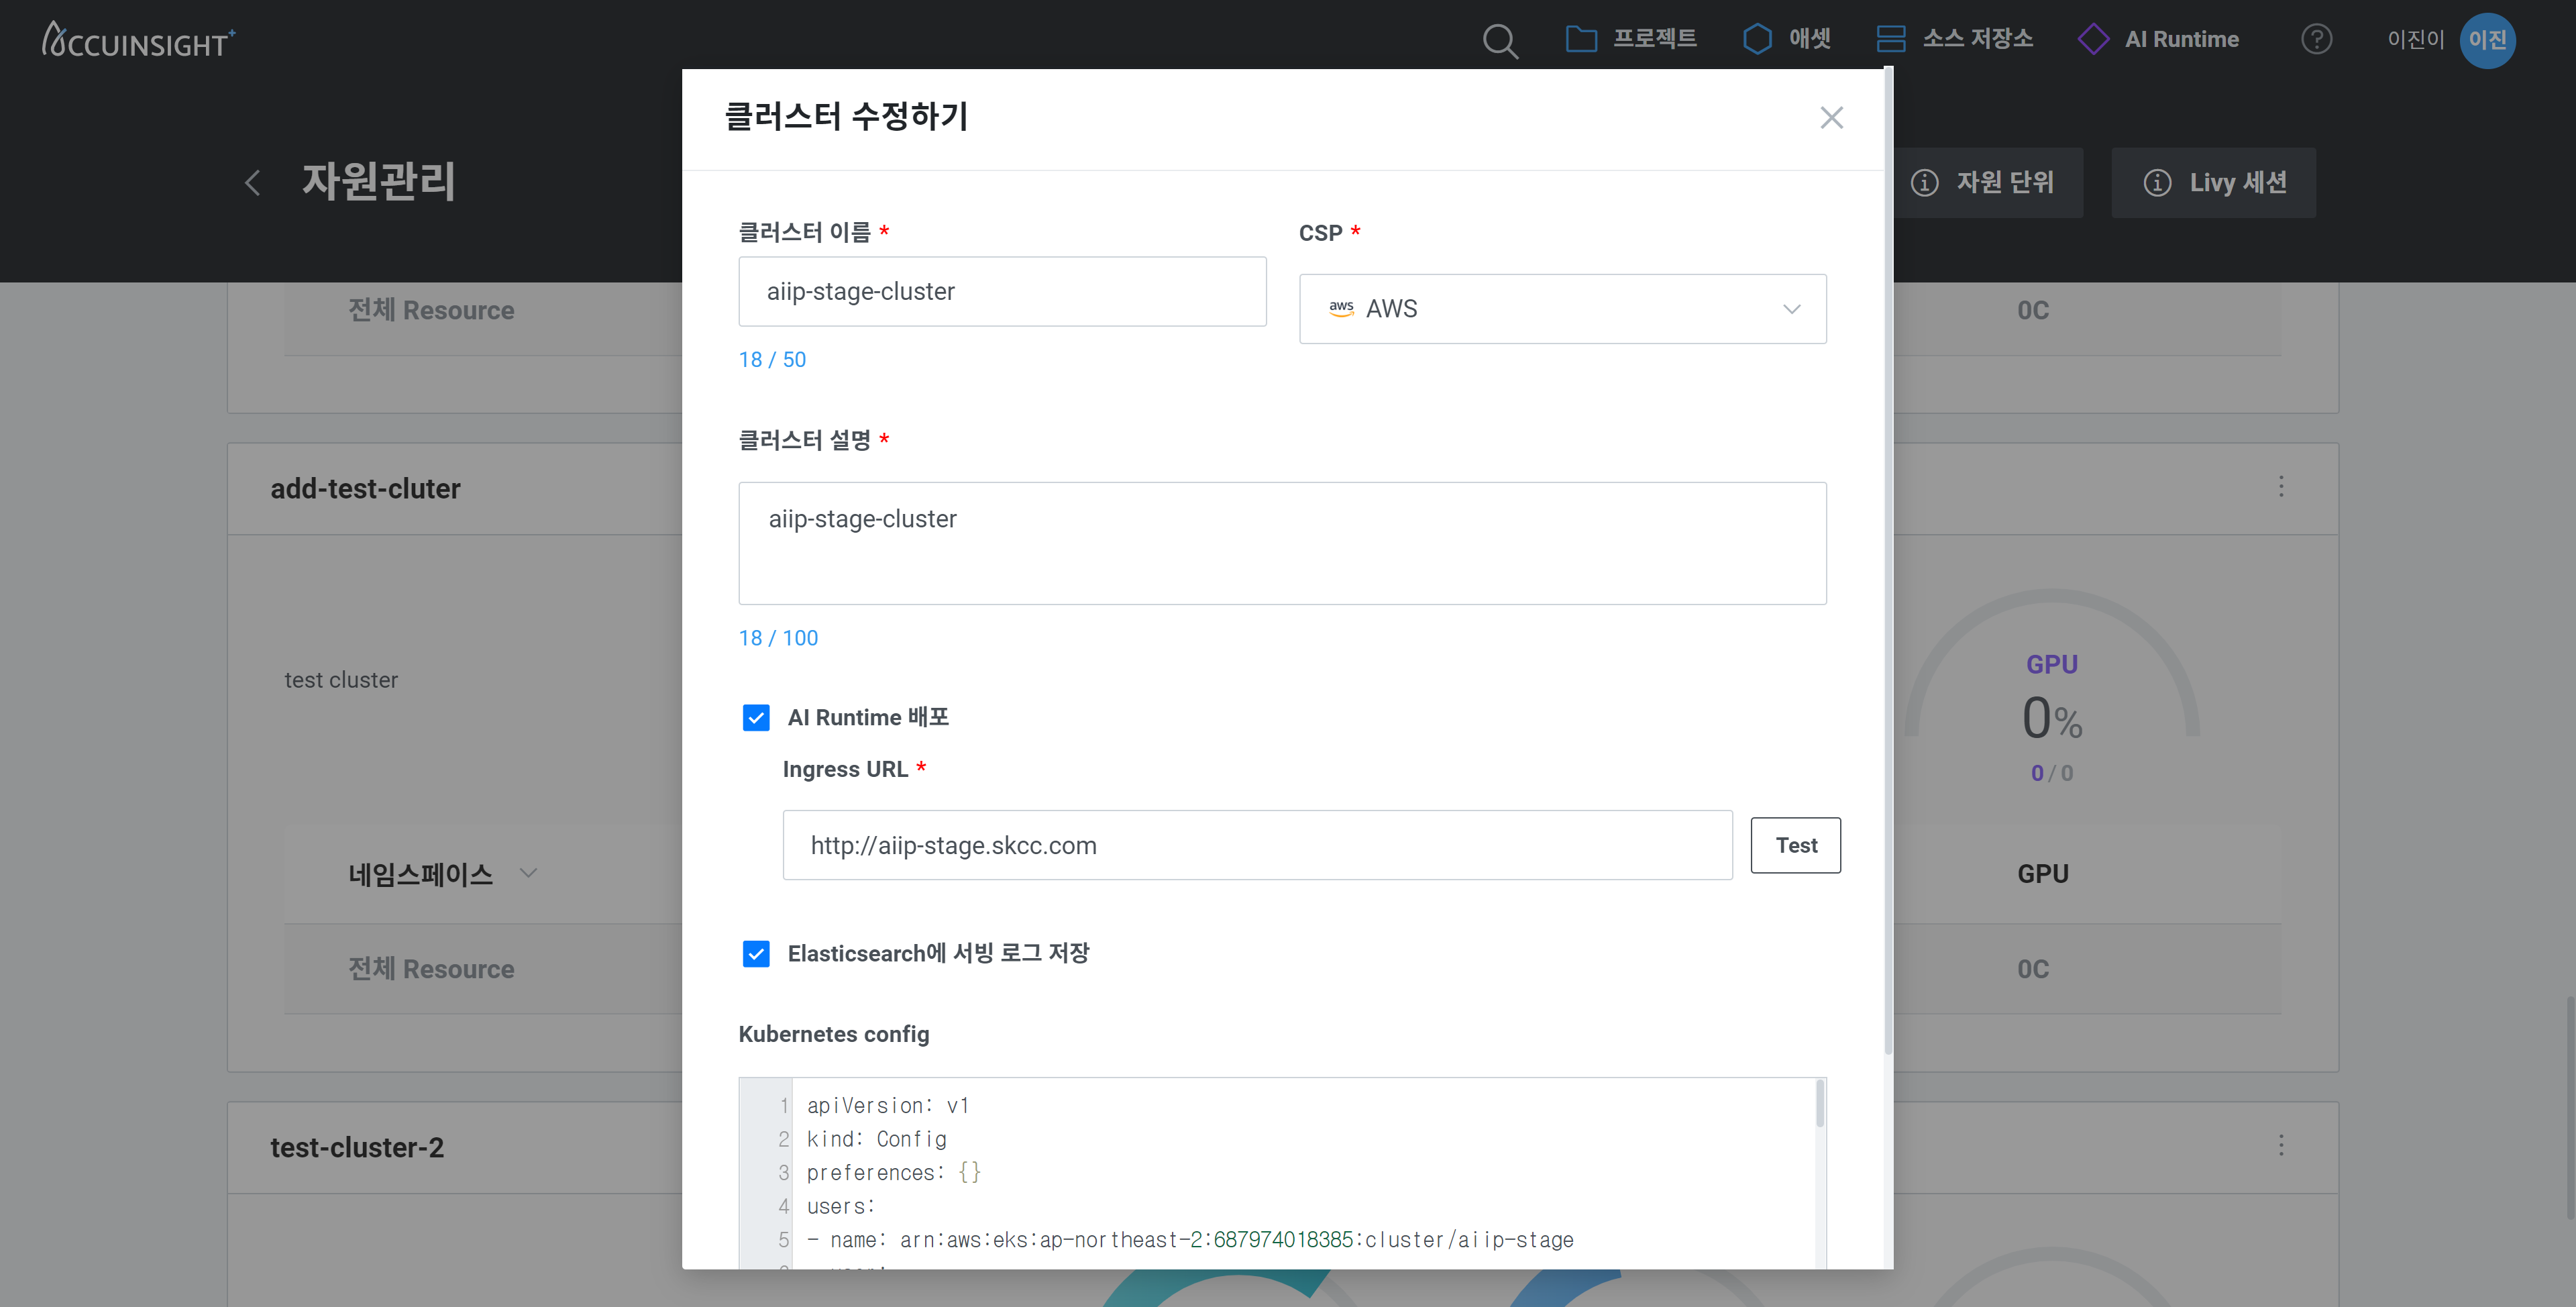 ACCUINSIGHT+
프로젝트
애셋
소스 저장소
AI Runtime
?
이진이
이진
자원관리
자원 단위
Livy 세션
전체 Resource
0C
add-test-cluter
test cluster
GPU
0%
0 / 0
네임스페이스
GPU
전체 Resource
0C
test-cluster-2
클러스터 수정하기
클러스터 이름 *
CSP *
aiip-stage-cluster
aws AWS
18 / 50
클러스터 설명 *
aiip-stage-cluster
18 / 100
AI Runtime 배포
Ingress URL *
http://aiip-stage.skcc.com
Test
Elasticsearch에 서빙 로그 저장
Kubernetes config
1 apiVersion: v1
2 kind: Config
3 preferences: {}
4 users:
5 - name: arn:aws:eks:ap-northeast-2:687974018385:cluster/aiip-stage